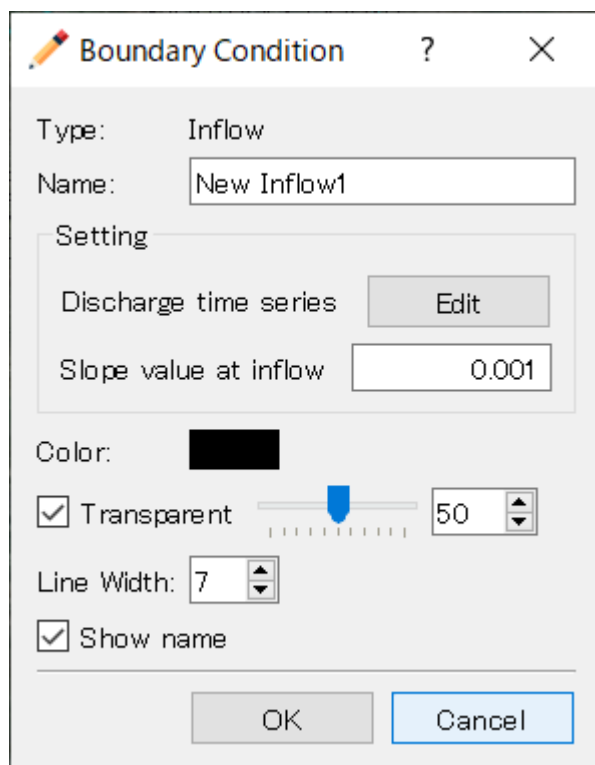 Boundary Condition ?
Type: Inflow
Name: New Inflow1
Setting
Discharge time series Edit
Slope value at inflow 0.001
Color:
Transparent 50
Line Width: 7
Show name
OK Cancel